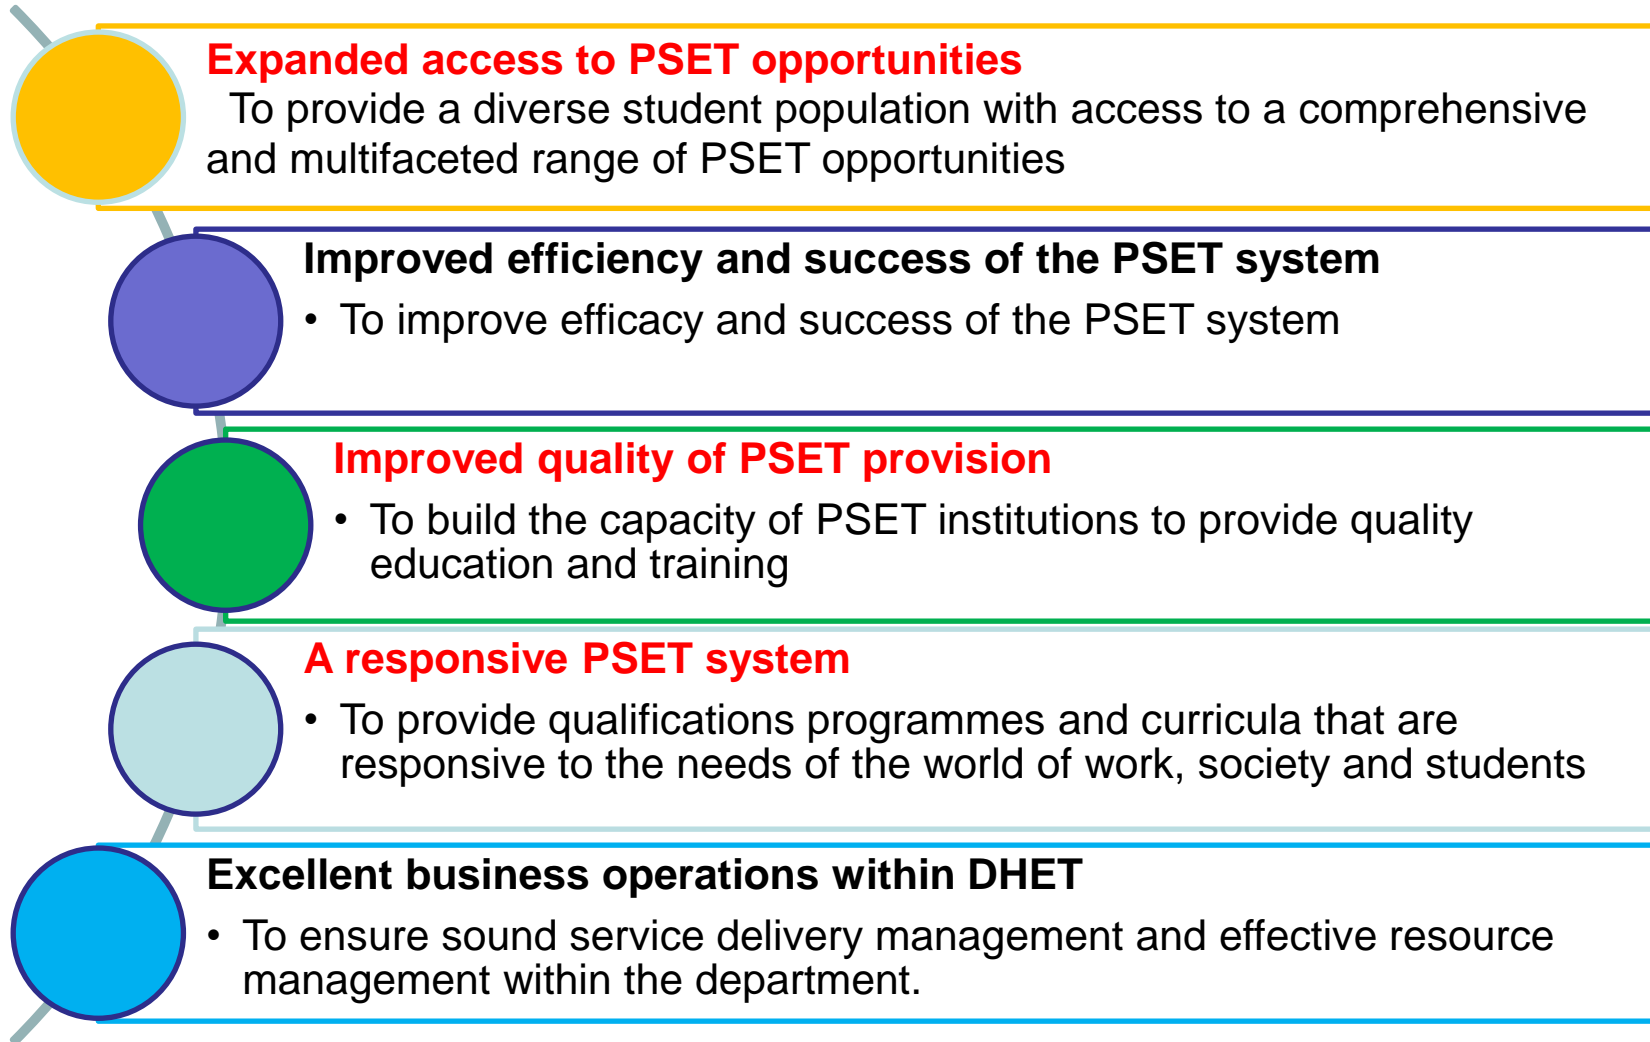 Expanded access to PSET opportunities
To provide a diverse student population with access to a comprehensive
and multifaceted range of PSET opportunities
Improved efficiency and success of the PSET system
• To improve efficacy and success of the PSET system
Improved quality of PSET provision
• To build the capacity of PSET institutions to provide quality
education and training
A responsive PSET system
• To provide qualifications programmes and curricula that are
responsive to the needs of the world of work, society and students
Excellent business operations within DHET
• To ensure sound service delivery management and effective resource
management within the department.